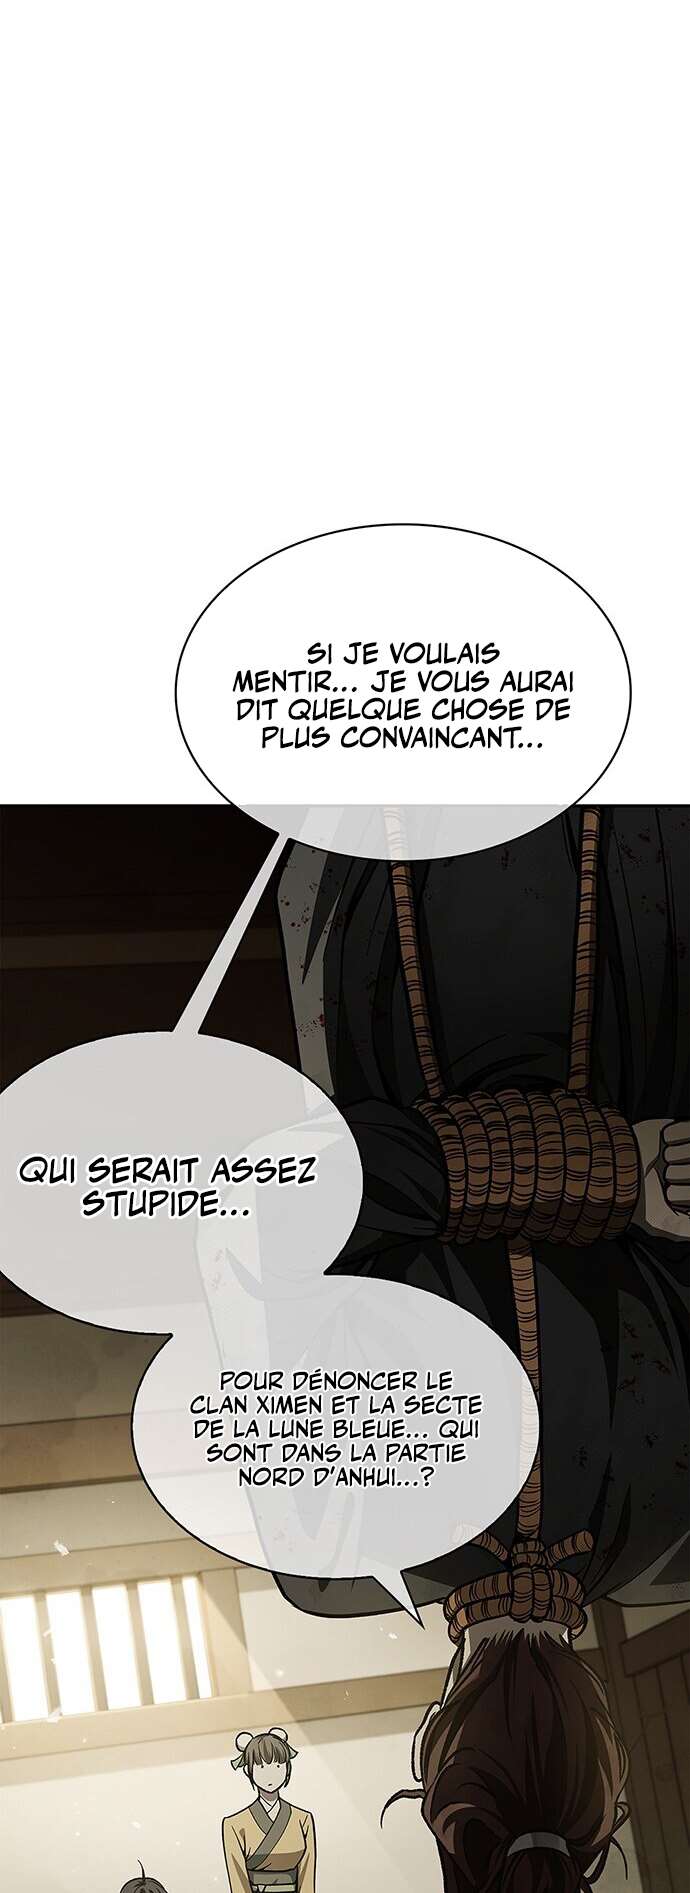 SI JE VOULAIS
MENTIR... JE VOUS AURAI
DIT QUELQUE CHOSE DE
PLUS CONVAINCANT...
QUI SERAIT ASSEZ
STUPIDE...
POUR DÉNONCER LE
CLAN XIMEN ET LA SECTE
DE LA LUNE BLEUE... QUI
SONT DANS LA PARTIE
NORD D'ANHUI...?